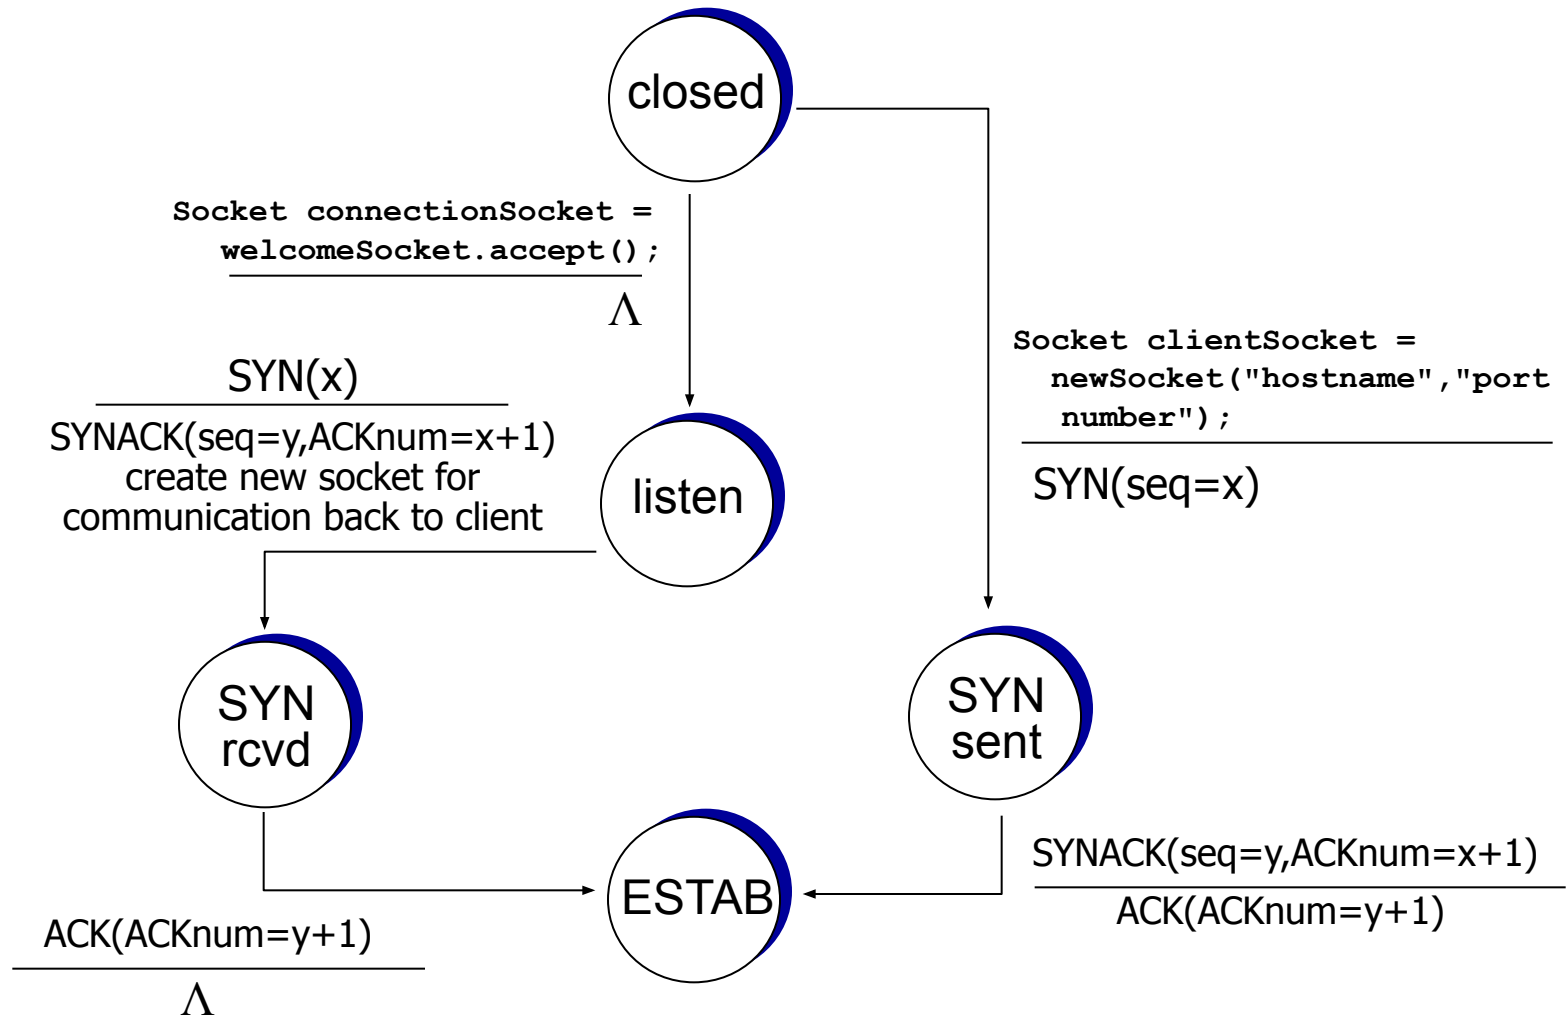 closed
Socket connectionSocket =
welcomeSocket.accept();
Λ
Socket clientSocket =
newSocket("hostname","port
number");
SYN(seq=x)
SYN(x)
SYNACK(seq=y,ACKnum=x+1)
create new socket for
communication back to client
listen
SYN
rcvd
SYN
sent
ESTAB
SYNACK(seq=y,ACKnum=x+1)
ACK(ACKnum=y+1)
ACK(ACKnum=y+1)
Λ